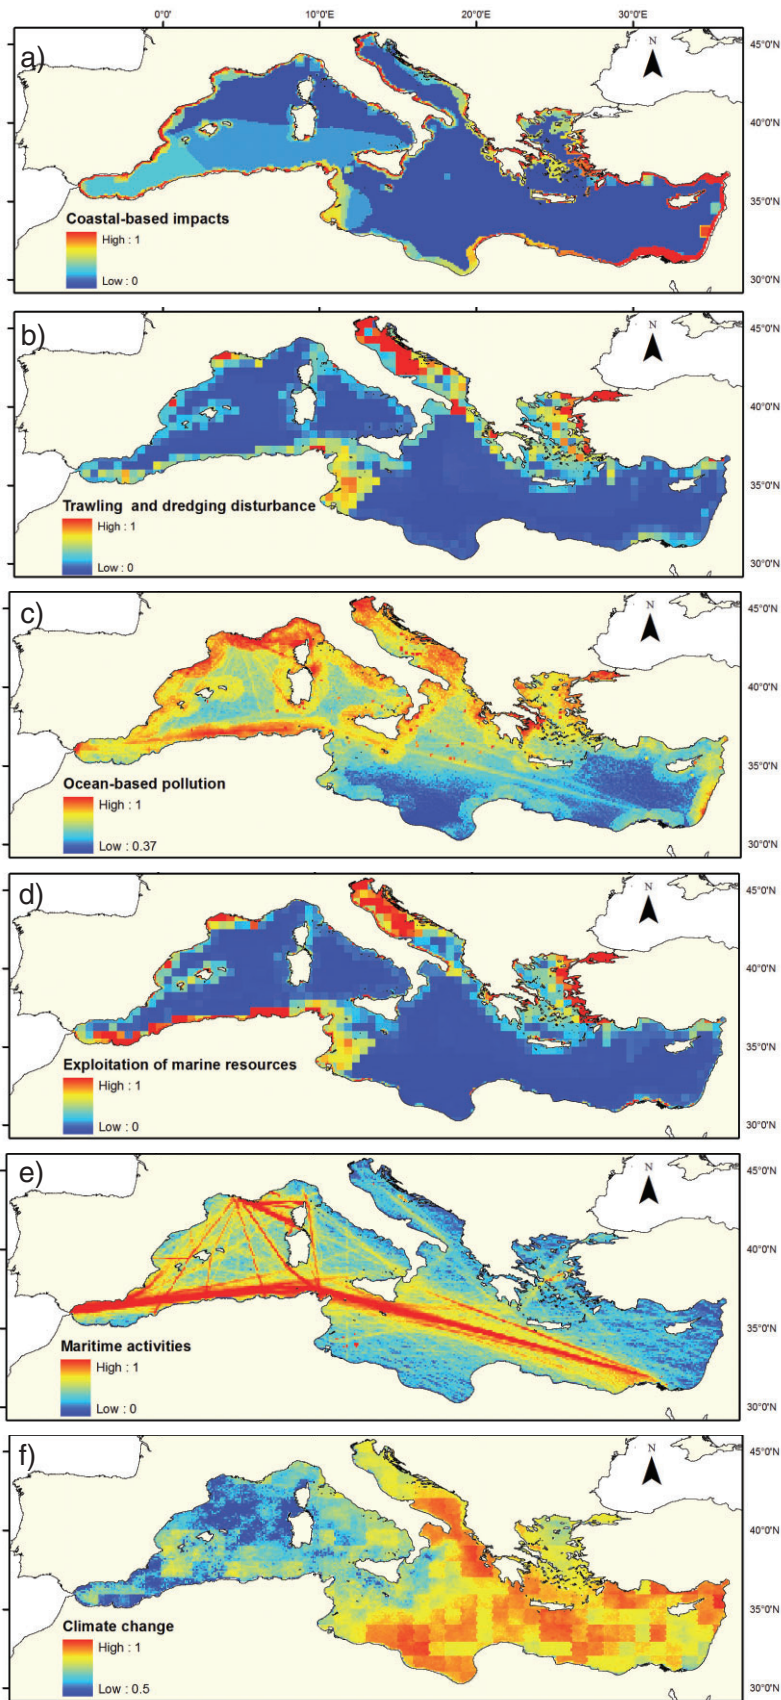 0°0' 10°0'E 20°0'E 30°0'E
a)
N
45°0'N
40°0'N
35°0'N
30°0'N
Coastal-based impacts
High : 1
Low : 0
b)
N
45°0'N
40°0'N
35°0'N
30°0'N
Trawling and dredging disturbance
High : 1
Low : 0
c)
N
45°0'N
40°0'N
35°0'N
30°0'N
Ocean-based pollution
High : 1
Low : 0.37
d)
N
45°0'N
40°0'N
35°0'N
30°0'N
Exploitation of marine resources
High : 1
Low : 0
e)
N
45°0'N
40°0'N
35°0'N
30°0'N
Maritime activities
High : 1
Low : 0
f)
N
45°0'N
40°0'N
35°0'N
30°0'N
Climate change
High : 1
Low : 0.5